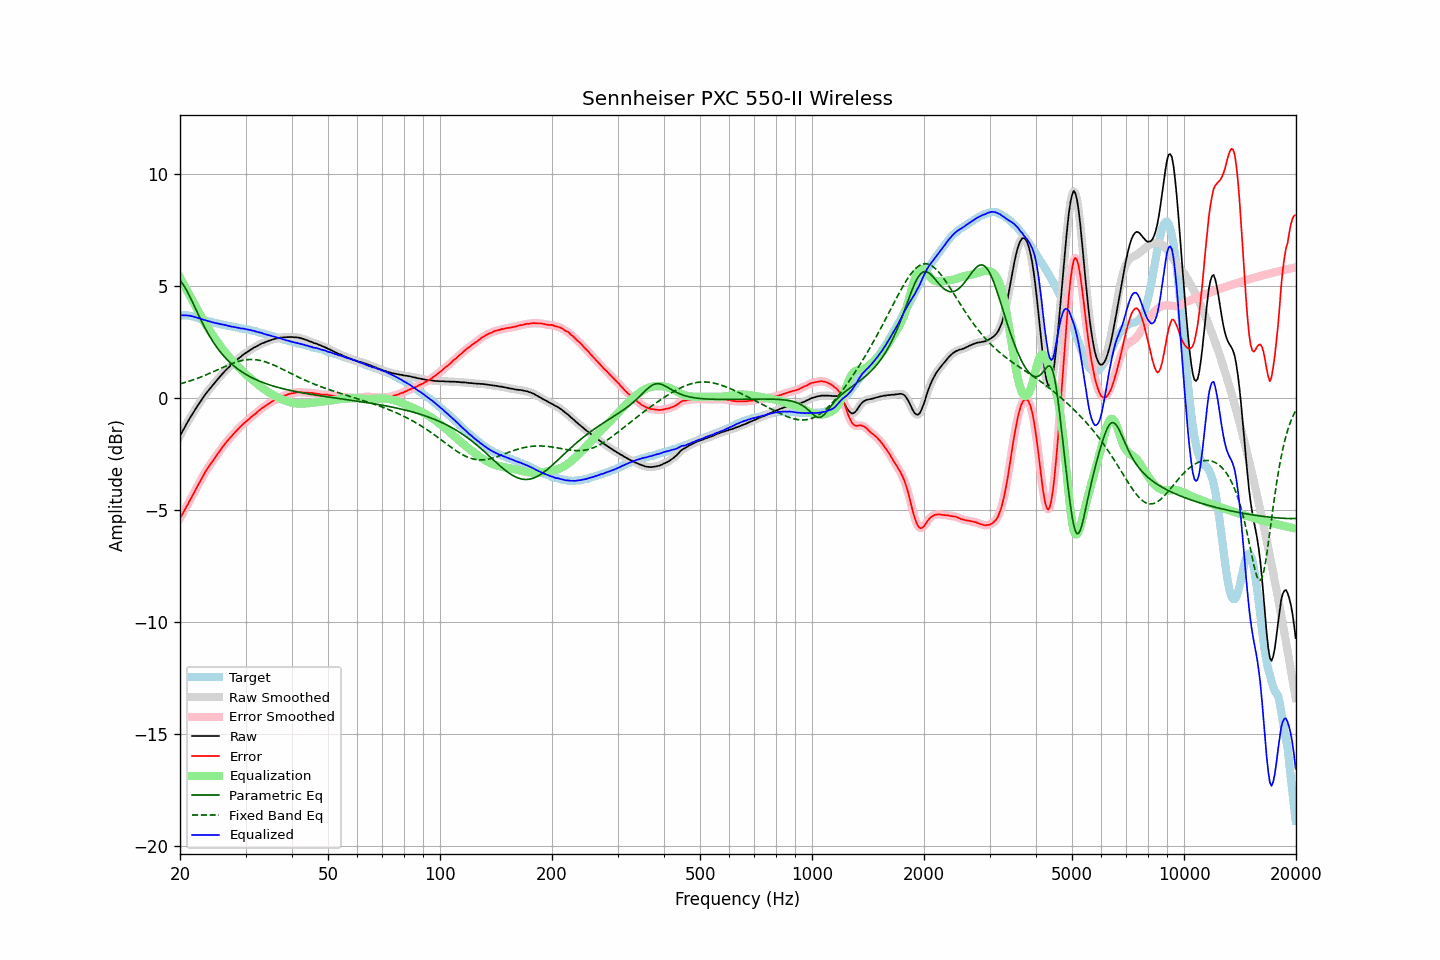 Sennheiser PXC 550-II Wireless
Amplitude (dBr)
10
5
0
−5
−10
−15
−20
Target
Raw Smoothed
Error Smoothed
Raw
Error
Equalization
Parametric Eq
Fixed Band Eq
Equalized
20 50 100 200 500 1000 2000 5000 10000 20000
Frequency (Hz)